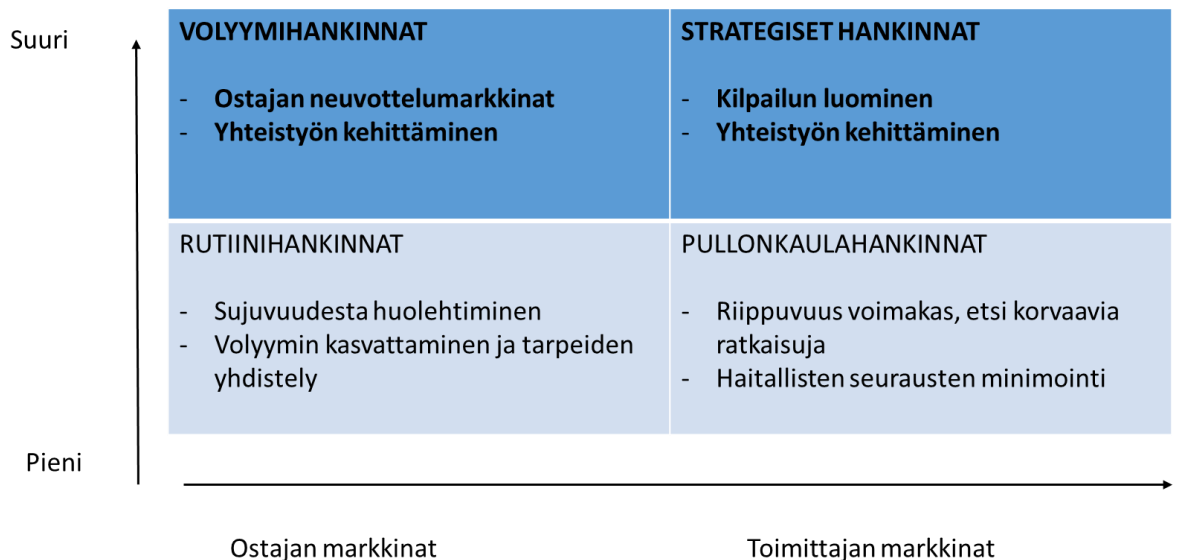 Suuri
VOLYYMIHANKINNAT
- Ostajan neuvottelumarkkinat
- Yhteistyön kehittäminen
STRATEGISET HANKINNAT
- Kilpailun luominen
- Yhteistyön kehittäminen
RUTIINIHANKINNAT
- Sujuvuudesta huolehtiminen
- Volyymin kasvattaminen ja tarpeiden
yhdistely
PULLONKAULAHANKINNAT
- Riippuvuus voimakas, etsi korvaavia
ratkaisuja
- Haitallisten seurausten minimointi
Pieni
Ostajan markkinat
Toimittajan markkinat